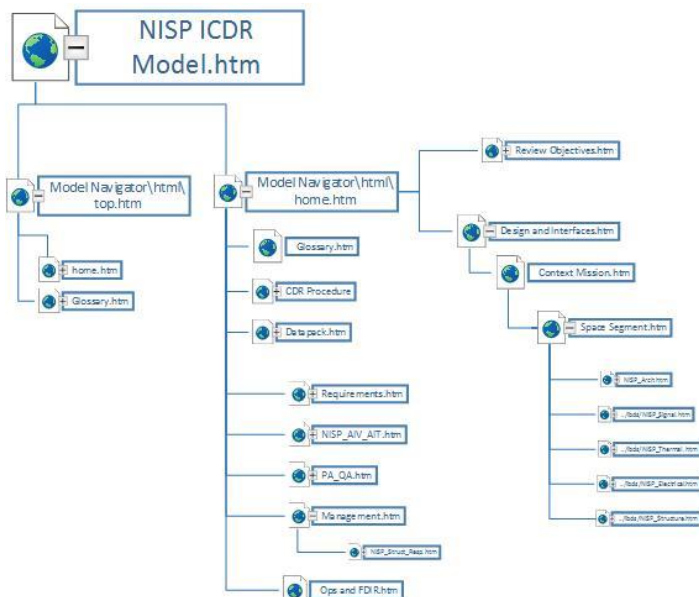 NISP ICDR
Model.htm
Model Navigator\html\
top.htm
home.htm
Glossary.htm
Model Navigator\html\
home.htm
Glossary.htm
CDR Procedure
Datapack.htm
Requirements.htm
NISP_AIV_AIT.htm
PA_QA.htm
Management.htm
NISP_Struct_Reqs.htm
Ops and FDIR.htm
Review Objectives.htm
Design and Interfaces.htm
Context Mission.htm
Space Segment.htm
NISP_Arch.htm
../bds/NISP_Signal.htm
../bds/NISP_Thermal.htm
../bds/NISP_Electrical.htm
../bds/NISP_Structure.htm